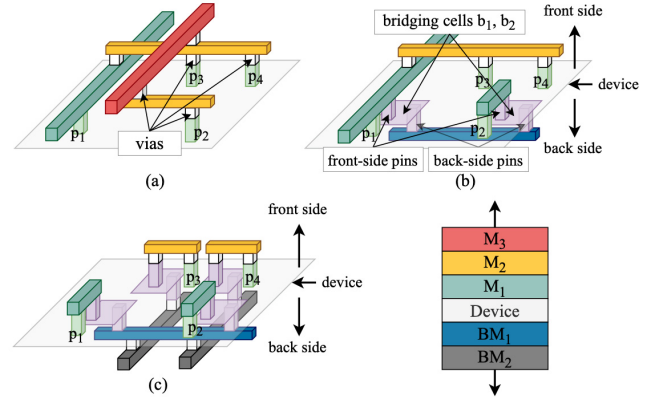 p₃
p₄
p₁
vias
p₂
(a)
bridging cells b₁, b₂
front side
p₃
p₄
device
p₁
p₂
front-side pins
back-side pins
back side
(b)
front side
p₃
p₄
device
p₁
p₂
back side
(c)
M₃
M₂
M₁
Device
BM₁
BM₂